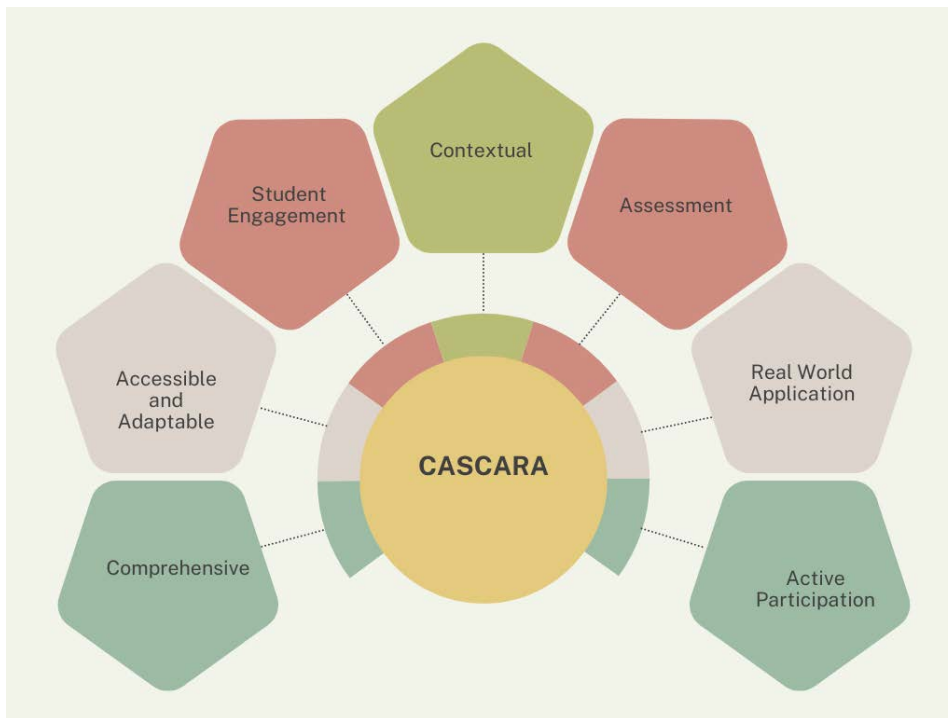 Contextual
Student
Engagement
Assessment
Accessible
and
Adaptable
Real World
Application
CASCARA
Comprehensive
Active
Participation